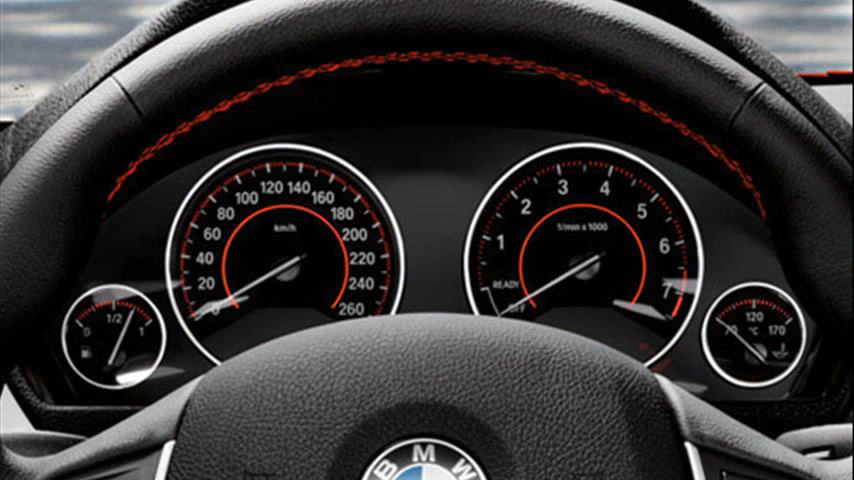 0 20 40 60 80 100 120 140 160 180 200 220 240 260
km/h
OFF READY 1 2 3 4 5 6 7
1/min x 1000
0 1/2 1
120 170
°C
BMW